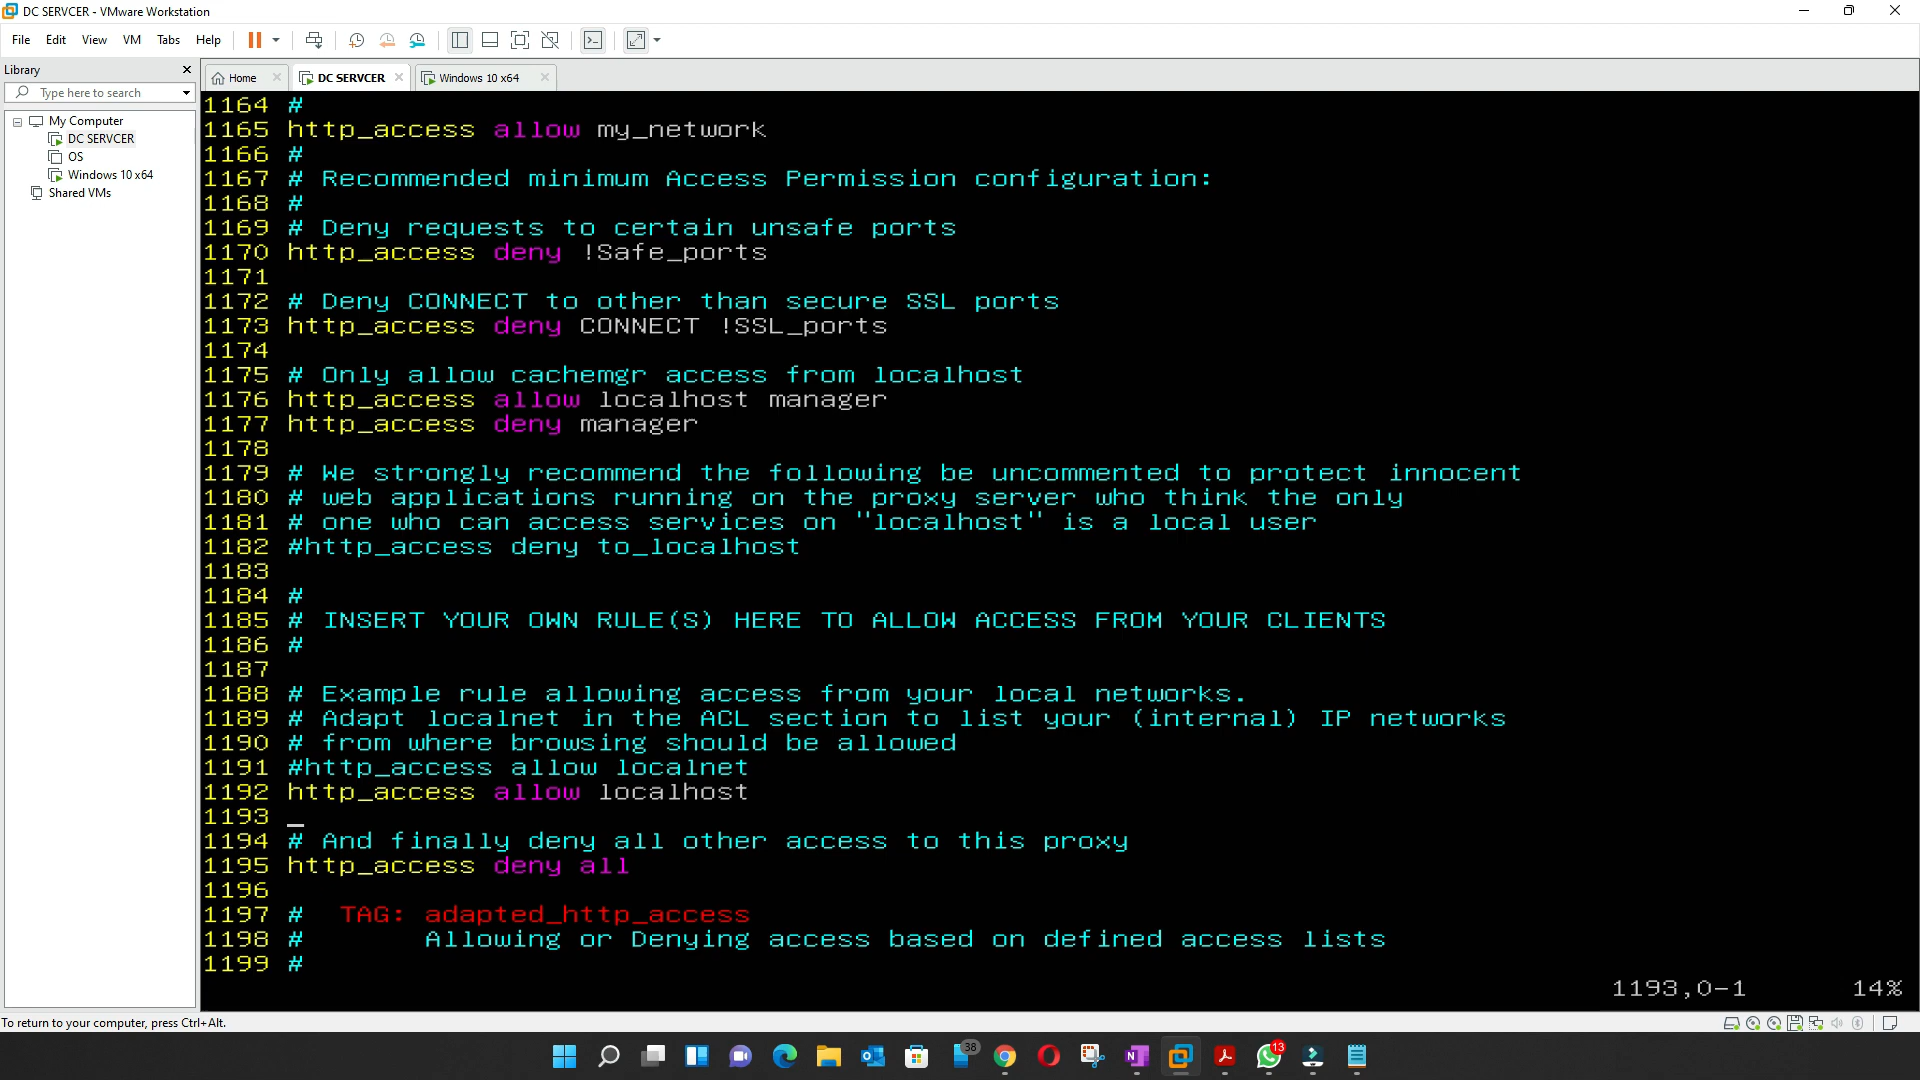 DC SERVCER - VMware Workstation
File Edit View VM Tabs Help
Library
Type here to search
My Computer
DC SERVCER
OS
Windows 10 x64
Shared VMs
Home DC SERVCER Windows 10 x64
1164 #
1165 http_access allow my_network
1166 #
1167 # Recommended minimum Access Permission configuration:
1168 #
1169 # Deny requests to certain unsafe ports
1170 http_access deny !Safe_ports
1171
1172 # Deny CONNECT to other than secure SSL ports
1173 http_access deny CONNECT !SSL_ports
1174
1175 # Only allow cachemgr access from localhost
1176 http_access allow localhost manager
1177 http_access deny manager
1178
1179 # We strongly recommend the following be uncommented to protect innocent
1180 # web applications running on the proxy server who think the only
1181 # one who can access services on "localhost" is a local user
1182 #http_access deny to_localhost
1183
1184 #
1185 # INSERT YOUR OWN RULE(S) HERE TO ALLOW ACCESS FROM YOUR CLIENTS
1186 #
1187
1188 # Example rule allowing access from your local networks.
1189 # Adapt localnet in the ACL section to list your (internal) IP networks
1190 # from where browsing should be allowed
1191 #http_access allow localnet
1192 http_access allow localhost
1193
1194 # And finally deny all other access to this proxy
1195 http_access deny all
1196
1197 # TAG: adapted_http_access
1198 # Allowing or Denying access based on defined access lists
1199 #
1193,0-1 14%
To return to your computer, press Ctrl+Alt.
38
13